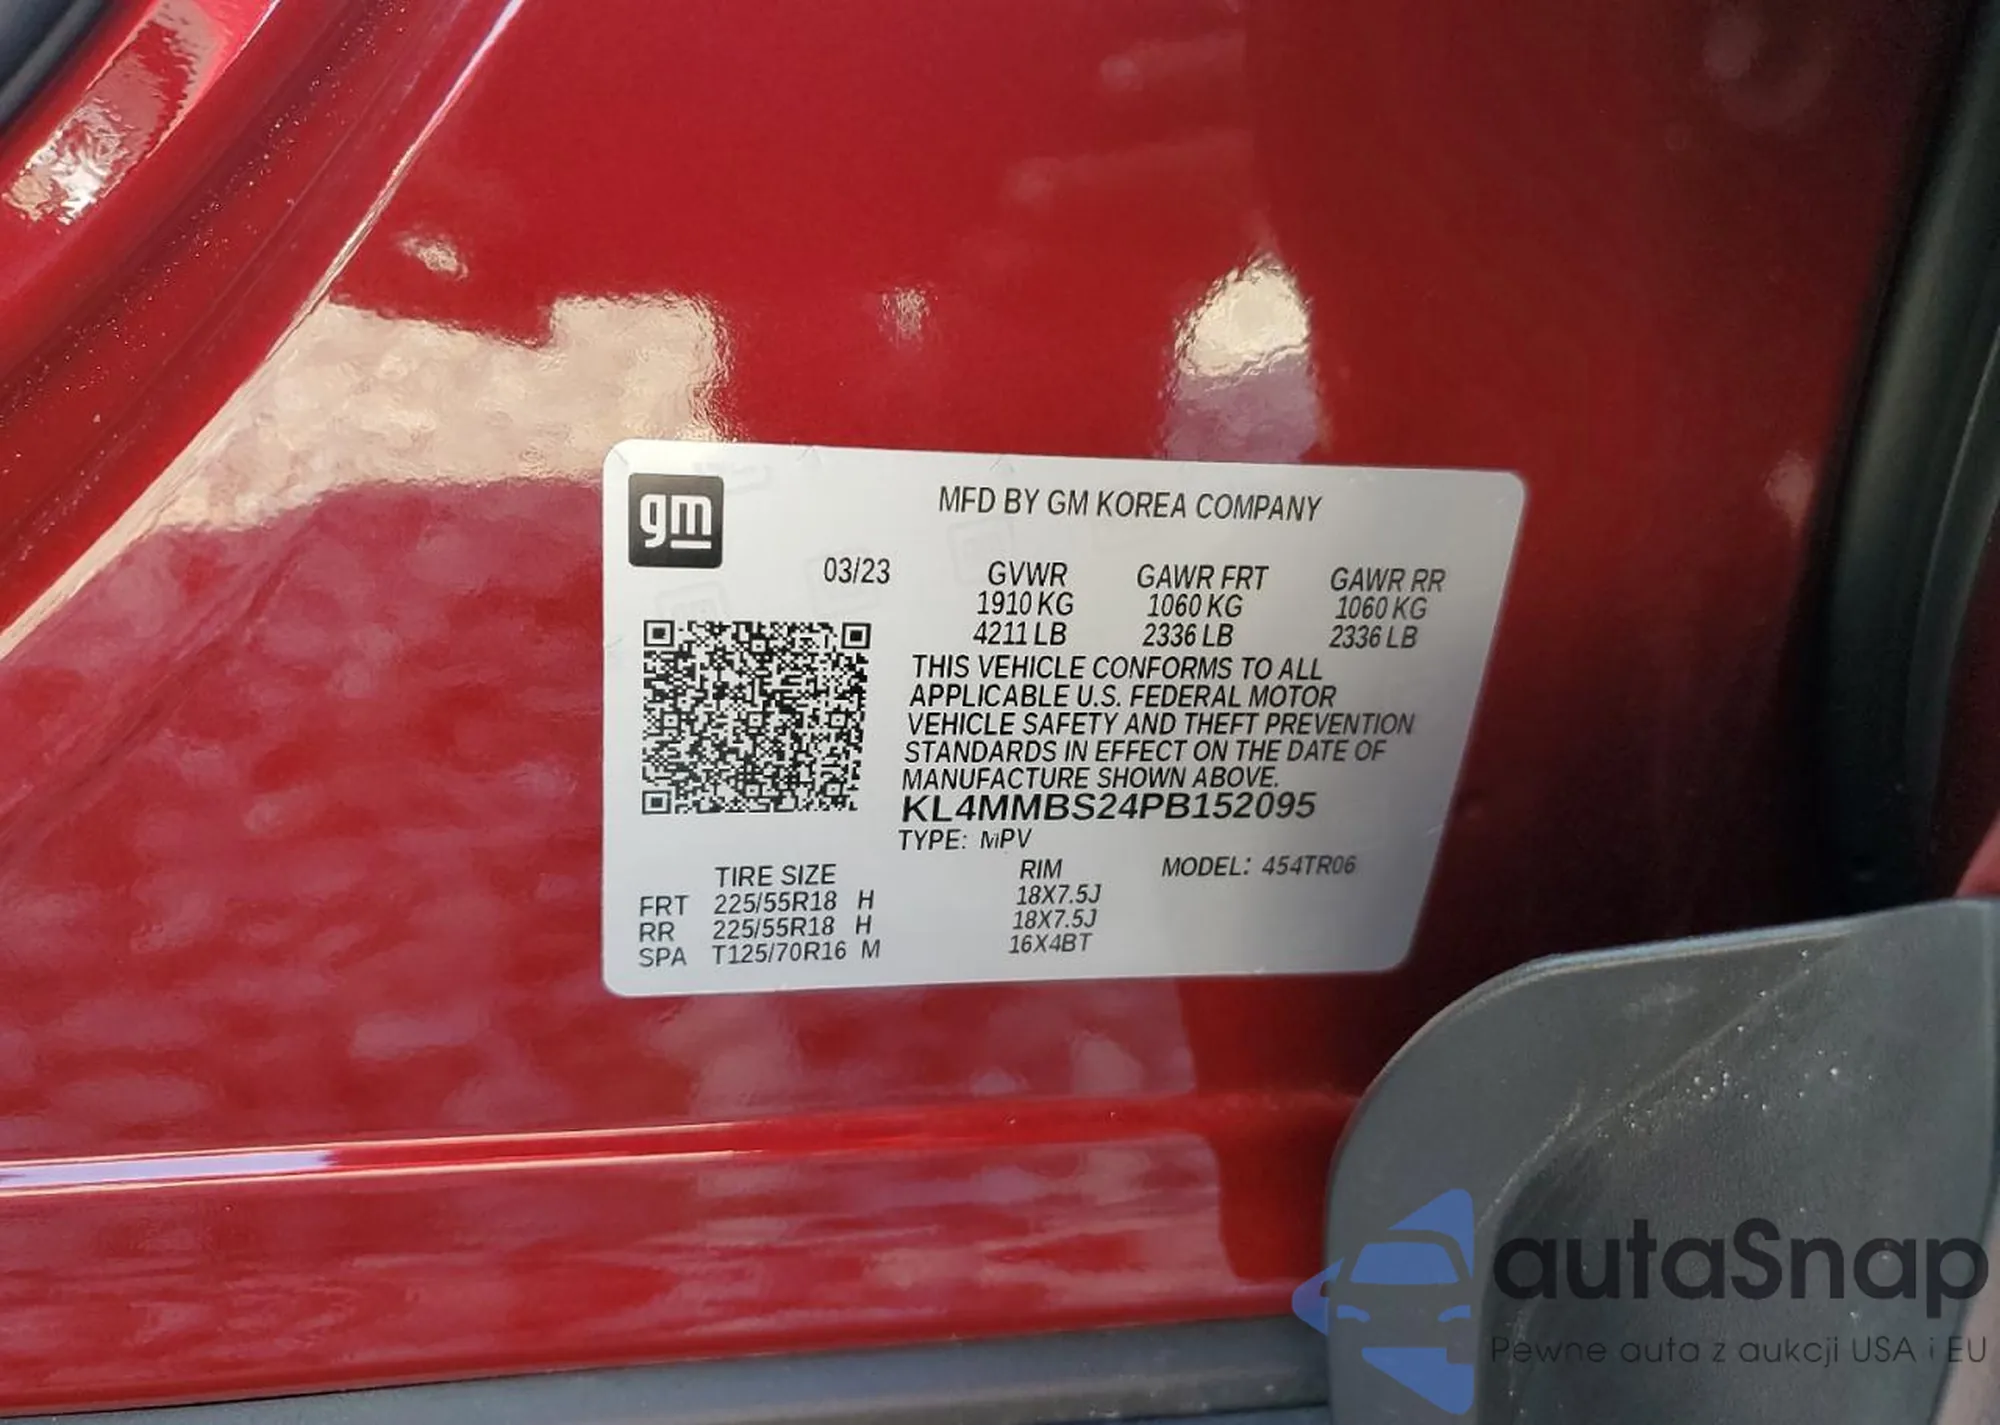 gm
MFD BY GM KOREA COMPANY
03/23 GVWR GAWR FRT GAWR RR
1910 KG 1060 KG 1060 KG
4211 LB 2336 LB 2336 LB
THIS VEHICLE CONFORMS TO ALL
APPLICABLE U.S. FEDERAL MOTOR
VEHICLE SAFETY AND THEFT PREVENTION
STANDARDS IN EFFECT ON THE DATE OF
MANUFACTURE SHOWN ABOVE.
KL4MMBS24PB152095
TYPE: MPV
TIRE SIZE RIM MODEL: 454TR06
FRT 225/55R18 H 18X7.5J
RR 225/55R18 H 18X7.5J
SPA T125/70R16 M 16X4BT
autaSnap
Pewne auta z aukcji USA i EU